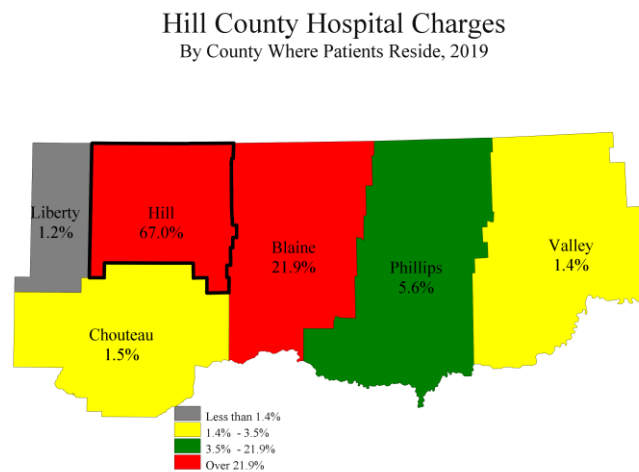 Hill County Hospital Charges
By County Where Patients Reside, 2019
Liberty
1.2%
Hill
67.0%
Blaine
21.9%
Phillips
5.6%
Valley
1.4%
Chouteau
1.5%
Less than 1.4%
1.4% - 3.5%
3.5% - 21.9%
Over 21.9%